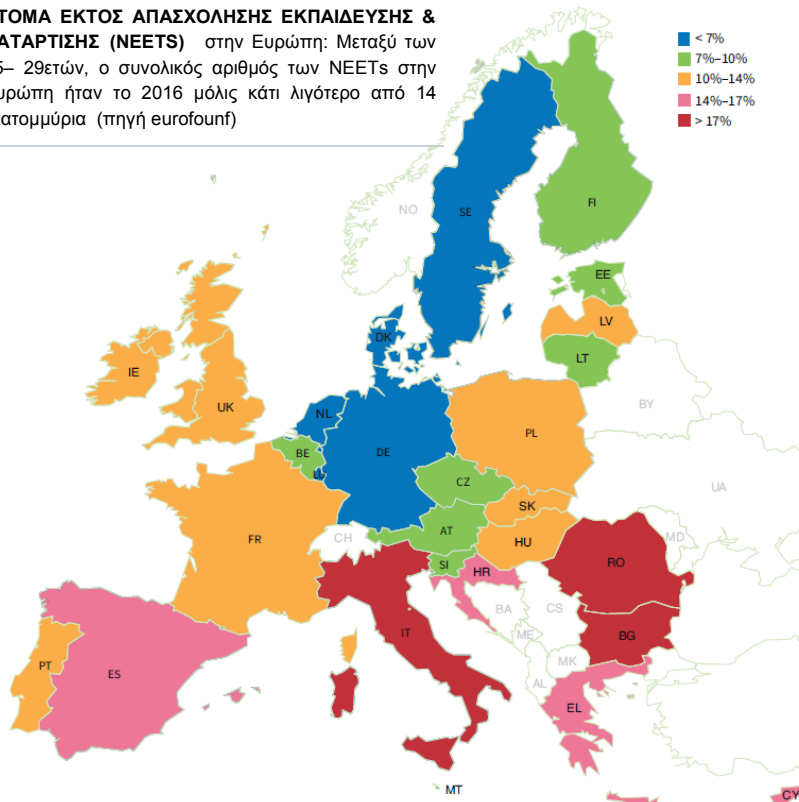 ΤΟΜΑ ΕΚΤΟΣ ΑΠΑΣΧΟΛΗΣΗΣ ΕΚΠΑΙΔΕΥΣΗΣ &
ΑΤΑΡΤΙΣΗΣ (NEETS) στην Ευρώπη: Μεταξύ των
5– 29ετών, ο συνολικός αριθμός των NEETs στην
υρώπη ήταν το 2016 μόλις κάτι λιγότερο από 14
κατομμύρια (πηγή eurofounf)
< 7%
7%–10%
10%–14%
14%–17%
> 17%
NO
SE
FI
EE
LV
LT
DK
IE
UK
NL
BE
LU
DE
PL
BY
UA
CZ
SK
AT
HU
FR
CH
SI
HR
RO
MD
BA
CS
IT
BG
ME
MK
AL
PT
ES
EL
MT
CY